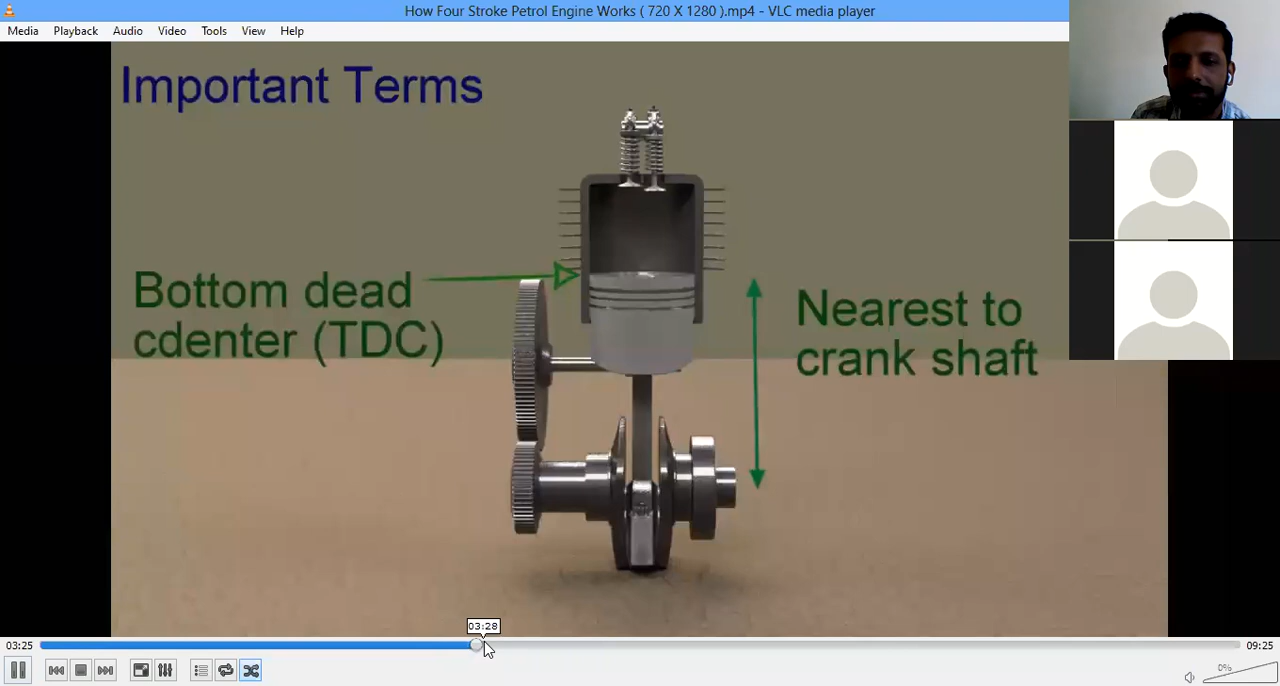 How Four Stroke Petrol Engine Works ( 720 X 1280 ).mp4 - VLC media player
Media Playback Audio Video Tools View Help
Important Terms
Bottom dead
cdenter (TDC)
Nearest to
crank shaft
03:28
03:25
09:25
0%